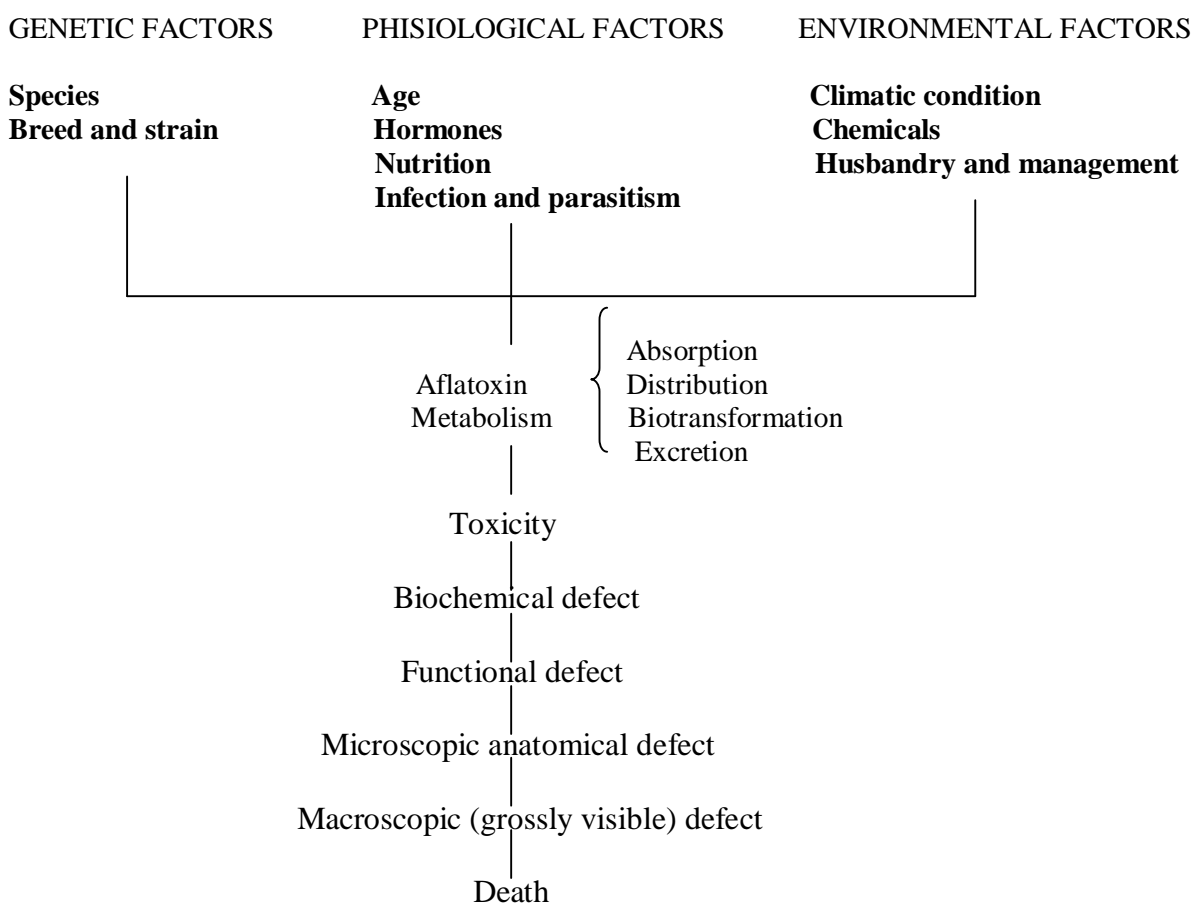 GENETIC FACTORS PHISIOLOGICAL FACTORS ENVIRONMENTAL FACTORS
Species
Breed and strain
Age
Hormones
Nutrition
Infection and parasitism
Climatic condition
Chemicals
Husbandry and management
Aflatoxin
Metabolism
Absorption
Distribution
Biotransformation
Excretion
Toxicity
Biochemical defect
Functional defect
Microscopic anatomical defect
Macroscopic (grossly visible) defect
Death